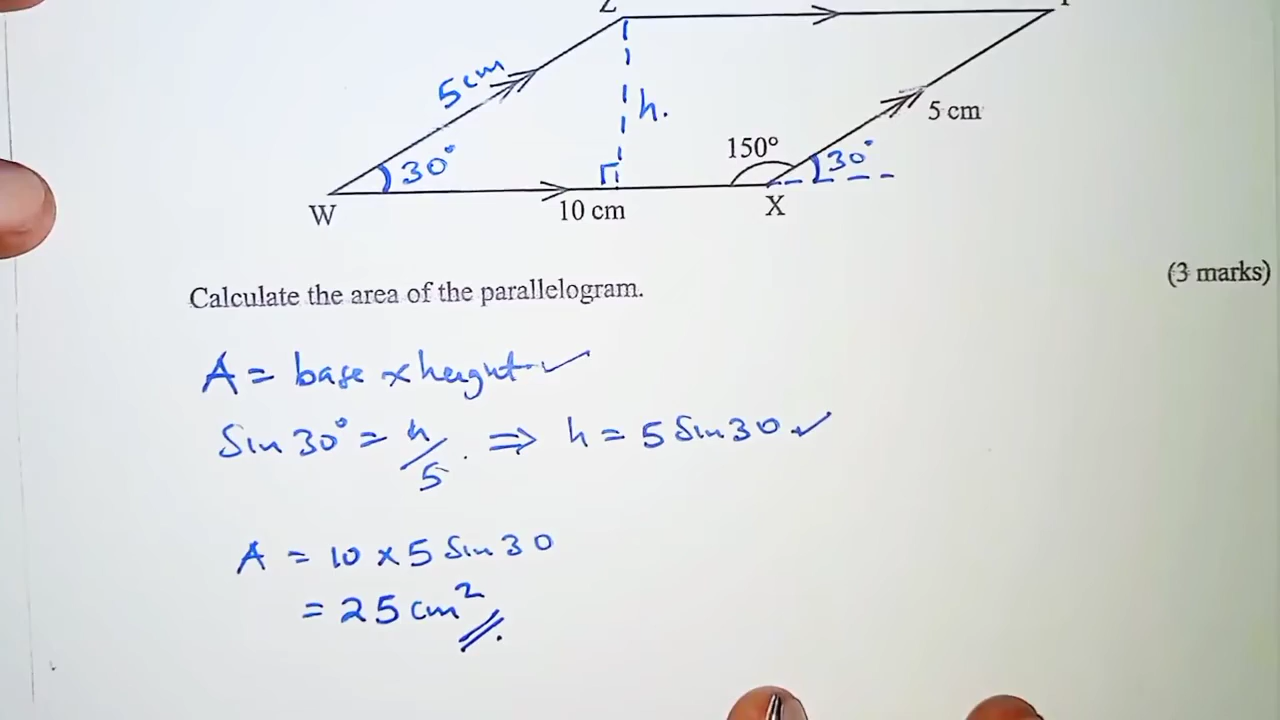 Z
5cm
h.
5 cm
150°
30°
30°
W
10 cm
X
(3 marks)
Calculate the area of the parallelogram.
A = base × height ✓
Sin 30° = h/5. ⇒ h = 5 Sin 30 ✓
A = 10 × 5 Sin 30
= 25 cm²